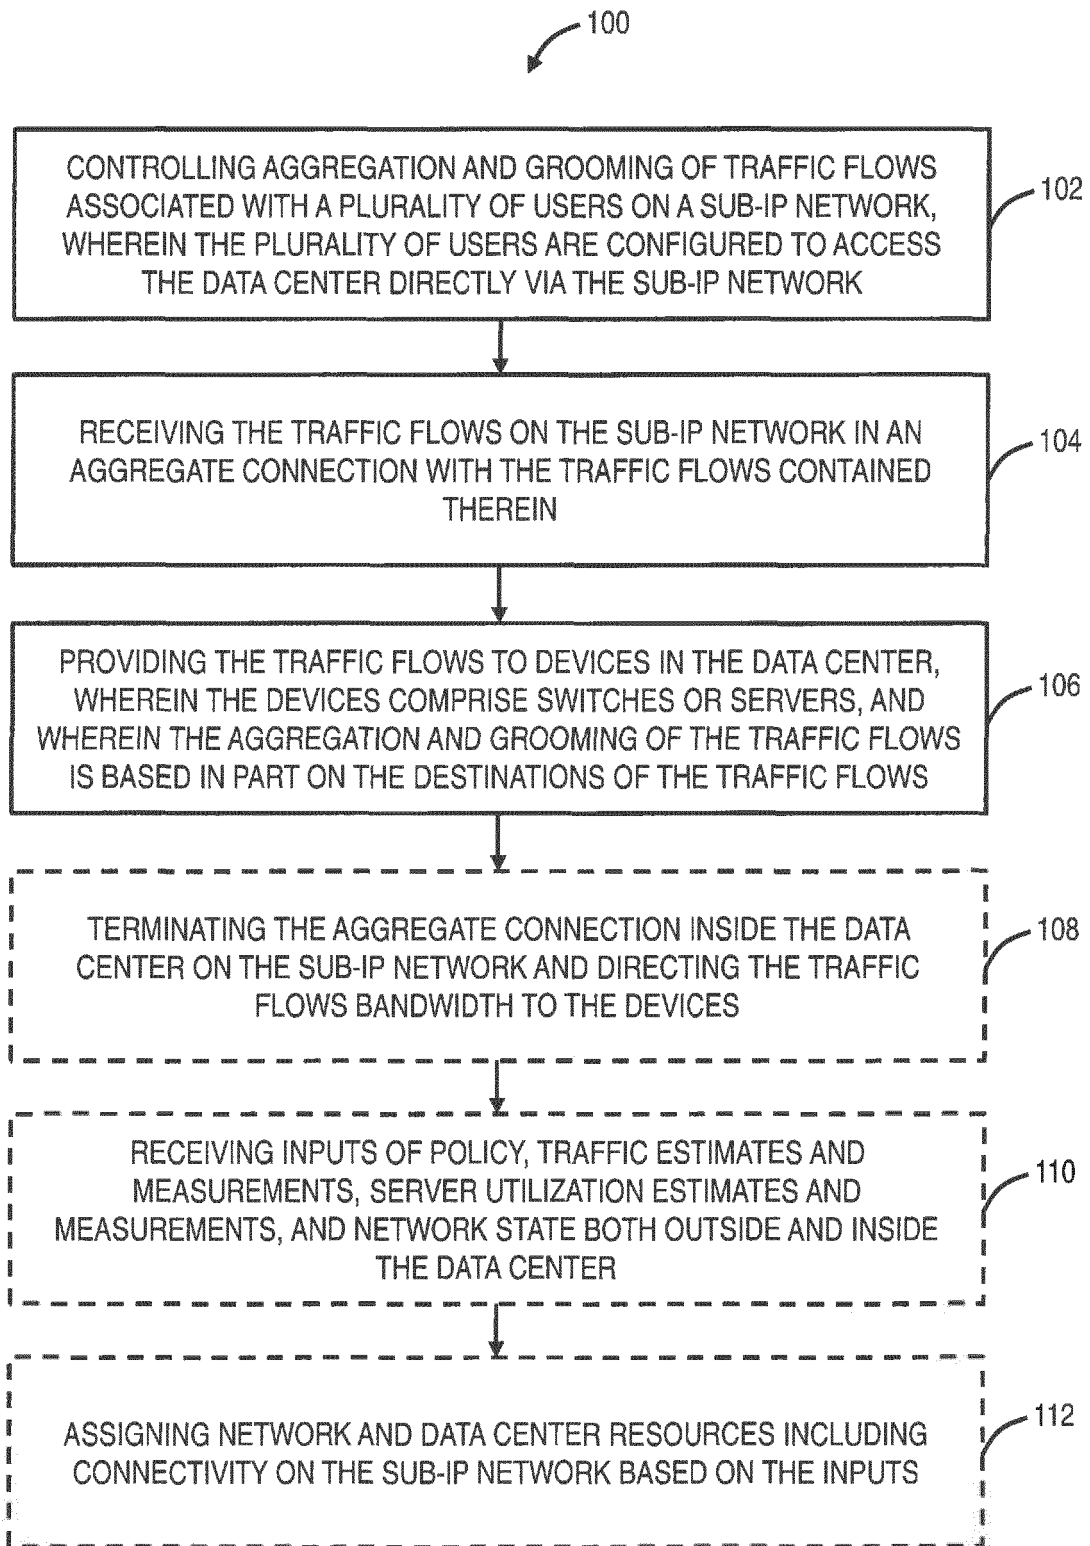 100
CONTROLLING AGGREGATION AND GROOMING OF TRAFFIC FLOWS
ASSOCIATED WITH A PLURALITY OF USERS ON A SUB-IP NETWORK,
WHEREIN THE PLURALITY OF USERS ARE CONFIGURED TO ACCESS
THE DATA CENTER DIRECTLY VIA THE SUB-IP NETWORK
102
RECEIVING THE TRAFFIC FLOWS ON THE SUB-IP NETWORK IN AN
AGGREGATE CONNECTION WITH THE TRAFFIC FLOWS CONTAINED
THEREIN
104
PROVIDING THE TRAFFIC FLOWS TO DEVICES IN THE DATA CENTER,
WHEREIN THE DEVICES COMPRISE SWITCHES OR SERVERS, AND
WHEREIN THE AGGREGATION AND GROOMING OF THE TRAFFIC FLOWS
IS BASED IN PART ON THE DESTINATIONS OF THE TRAFFIC FLOWS
106
TERMINATING THE AGGREGATE CONNECTION INSIDE THE DATA
CENTER ON THE SUB-IP NETWORK AND DIRECTING THE TRAFFIC
FLOWS BANDWIDTH TO THE DEVICES
108
RECEIVING INPUTS OF POLICY, TRAFFIC ESTIMATES AND
MEASUREMENTS, SERVER UTILIZATION ESTIMATES AND
MEASUREMENTS, AND NETWORK STATE BOTH OUTSIDE AND INSIDE
THE DATA CENTER
110
ASSIGNING NETWORK AND DATA CENTER RESOURCES INCLUDING
CONNECTIVITY ON THE SUB-IP NETWORK BASED ON THE INPUTS
112